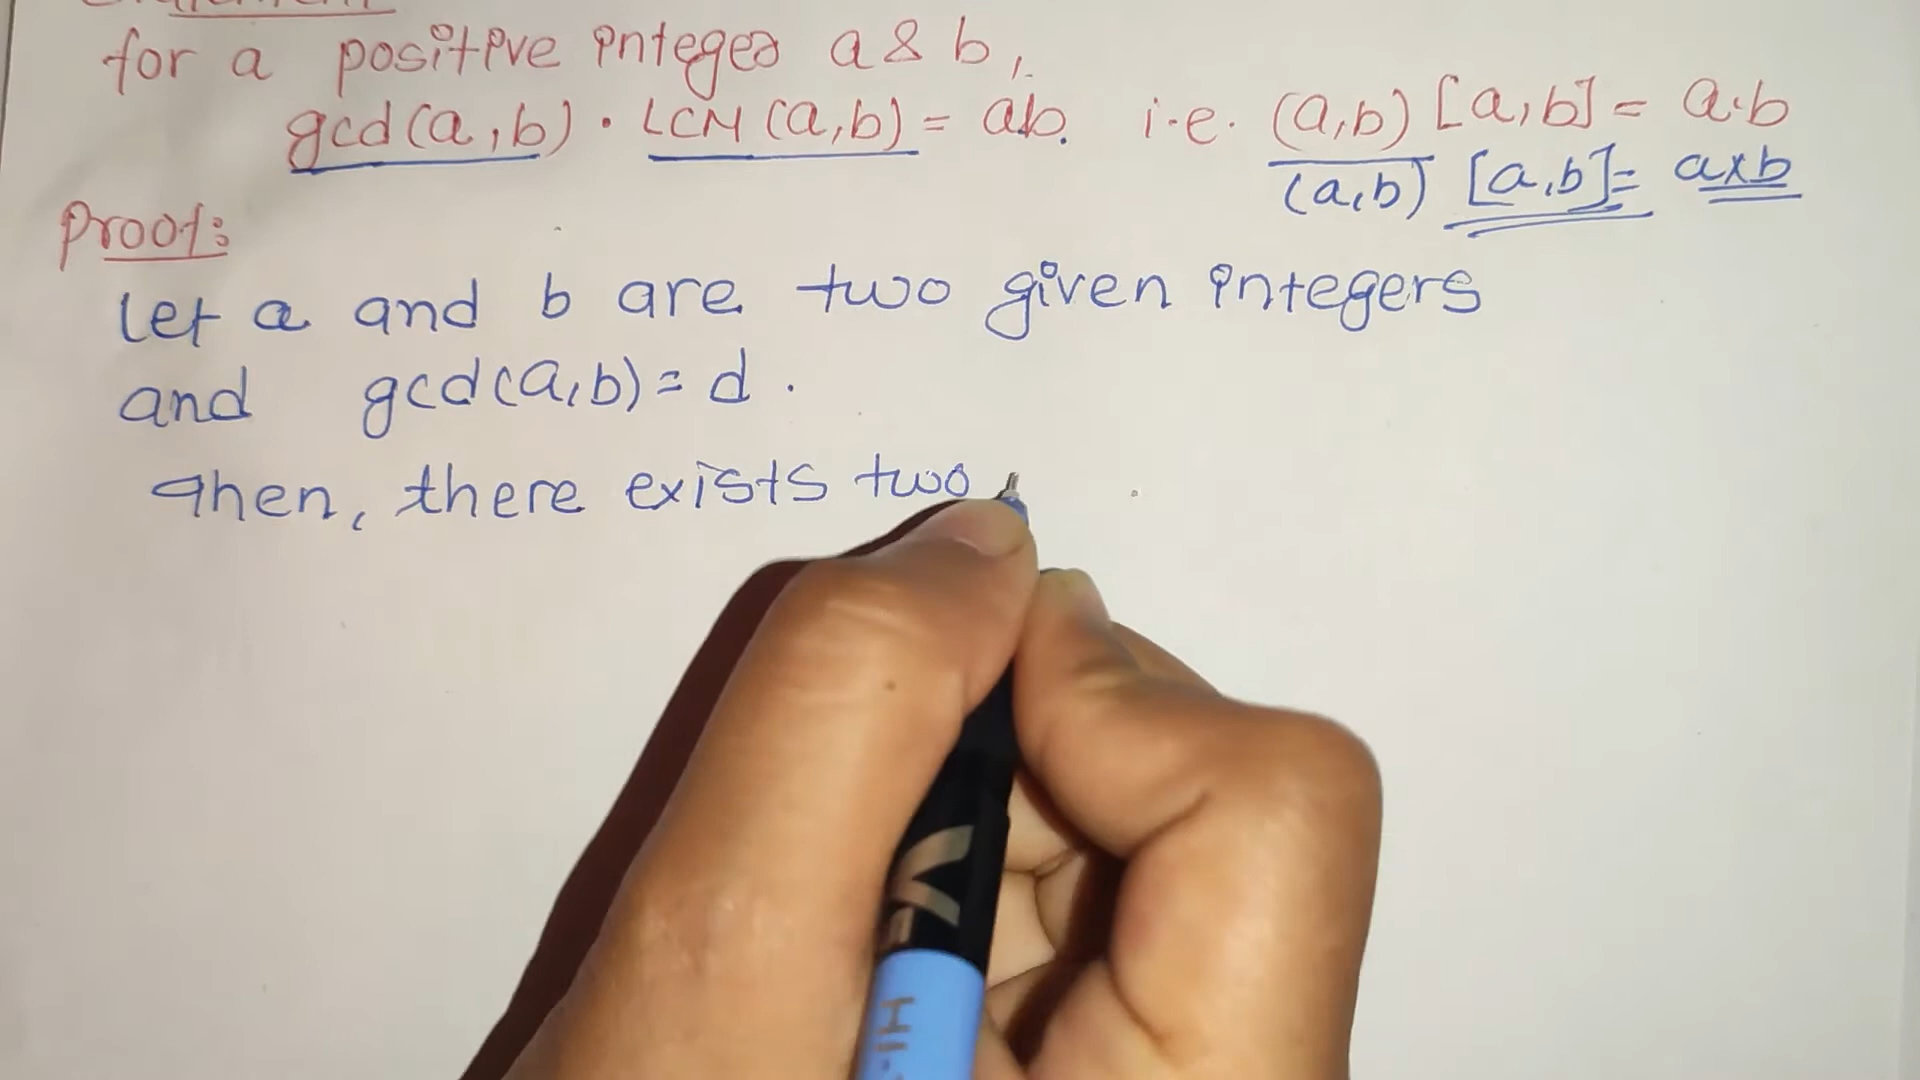 for a positive integer a & b,
gcd(a,b) · LCM(a,b) = ab. i.e. (a,b) [a,b] = a·b
(a,b) [a,b] = a×b
Proof:
Let a and b are two given integers
and gcd(a,b) = d.
Then, there exists two
V
HI-